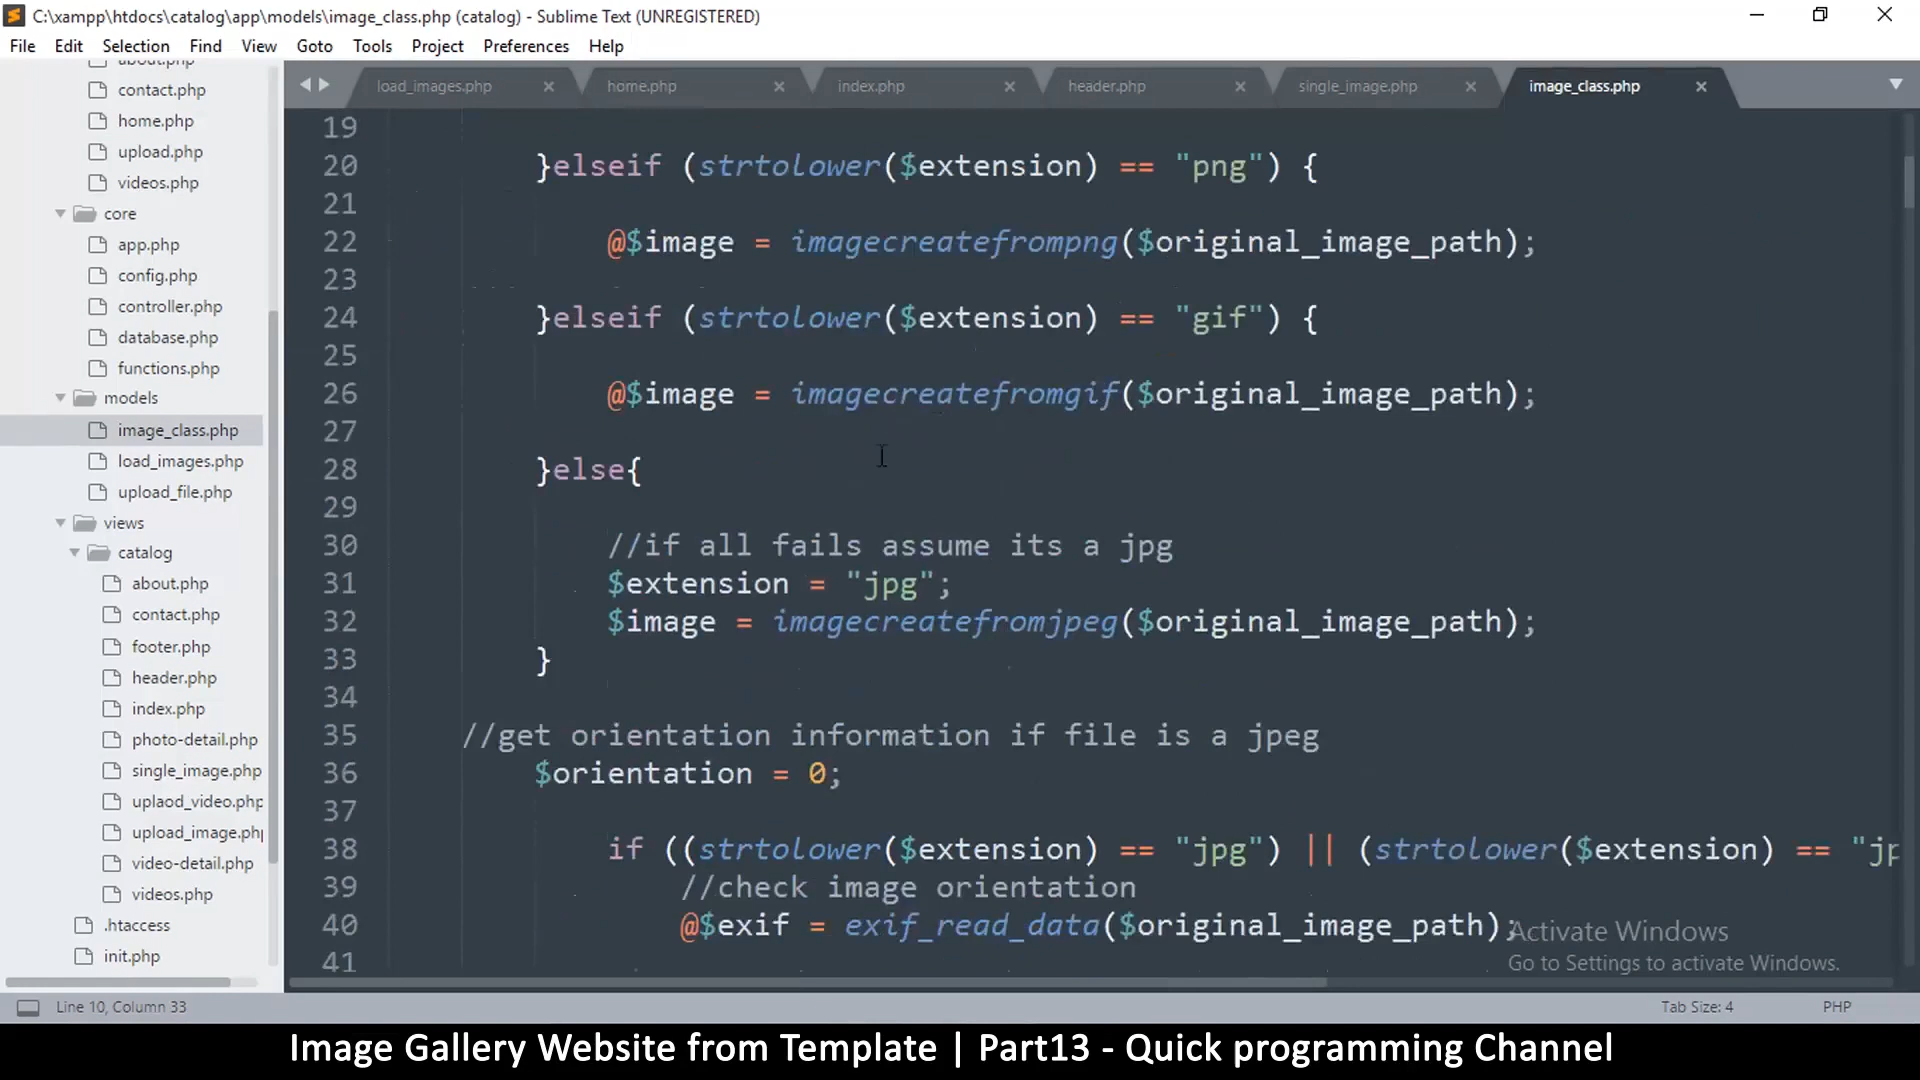 C:\xampp\htdocs\catalog\app\models\image_class.php (catalog) - Sublime Text (UNREGISTERED)
File Edit Selection Find View Goto Tools Project Preferences Help
load_images.php home.php index.php header.php single_image.php image_class.php
about.php
contact.php
home.php
upload.php
videos.php
core
app.php
config.php
controller.php
database.php
functions.php
models
image_class.php
load_images.php
upload_file.php
views
catalog
about.php
contact.php
footer.php
header.php
index.php
photo-detail.php
single_image.php
uplaod_video.php
upload_image.php
video-detail.php
videos.php
.htaccess
init.php
19
20 }elseif (strtolower($extension) == "png") {
21
22 @$image = imagecreatefrompng($original_image_path);
23
24 }elseif (strtolower($extension) == "gif") {
25
26 @$image = imagecreatefromgif($original_image_path);
27
28 }else{
29
30 //if all fails assume its a jpg
31 $extension = "jpg";
32 $image = imagecreatefromjpeg($original_image_path);
33 }
34
35 //get orientation information if file is a jpeg
36 $orientation = 0;
37
38 if ((strtolower($extension) == "jpg") || (strtolower($extension) == "jp
39 //check image orientation
40 @$exif = exif_read_data($original_image_path);
41
Activate Windows
Go to Settings to activate Windows.
Line 10, Column 33 Tab Size: 4 PHP
Image Gallery Website from Template | Part13 - Quick programming Channel